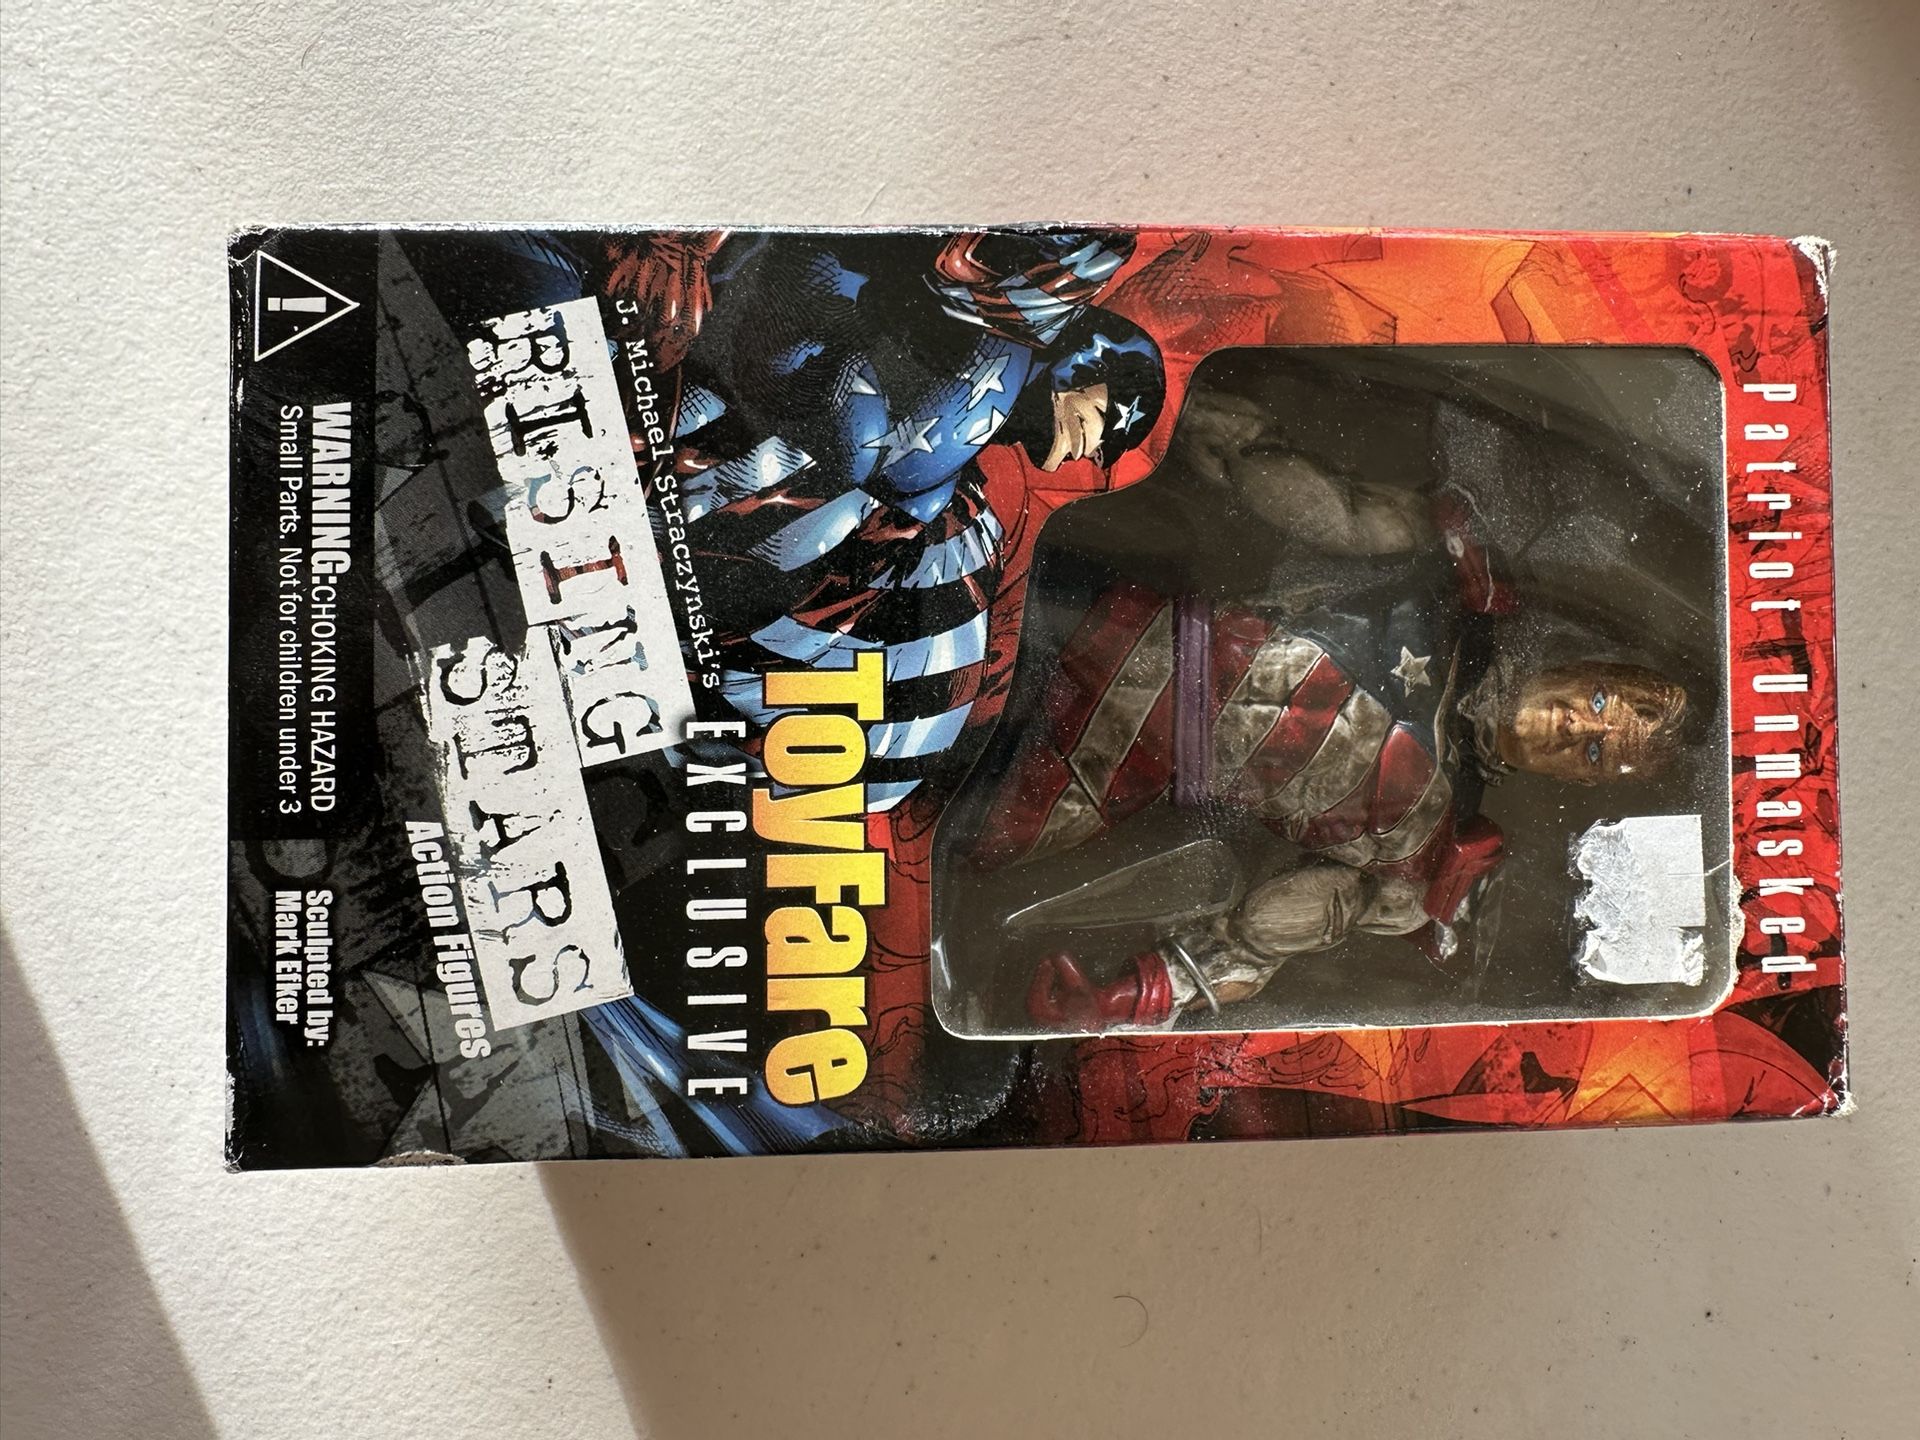 Patriot Unmasked
ToyFare
EXCLUSIVE
J. Michael Straczynski's
RISING
STARS
Action Figures
WARNING:CHOKING HAZARD
Small Parts. Not for children under 3
Sculpted by:
Mark Efiker